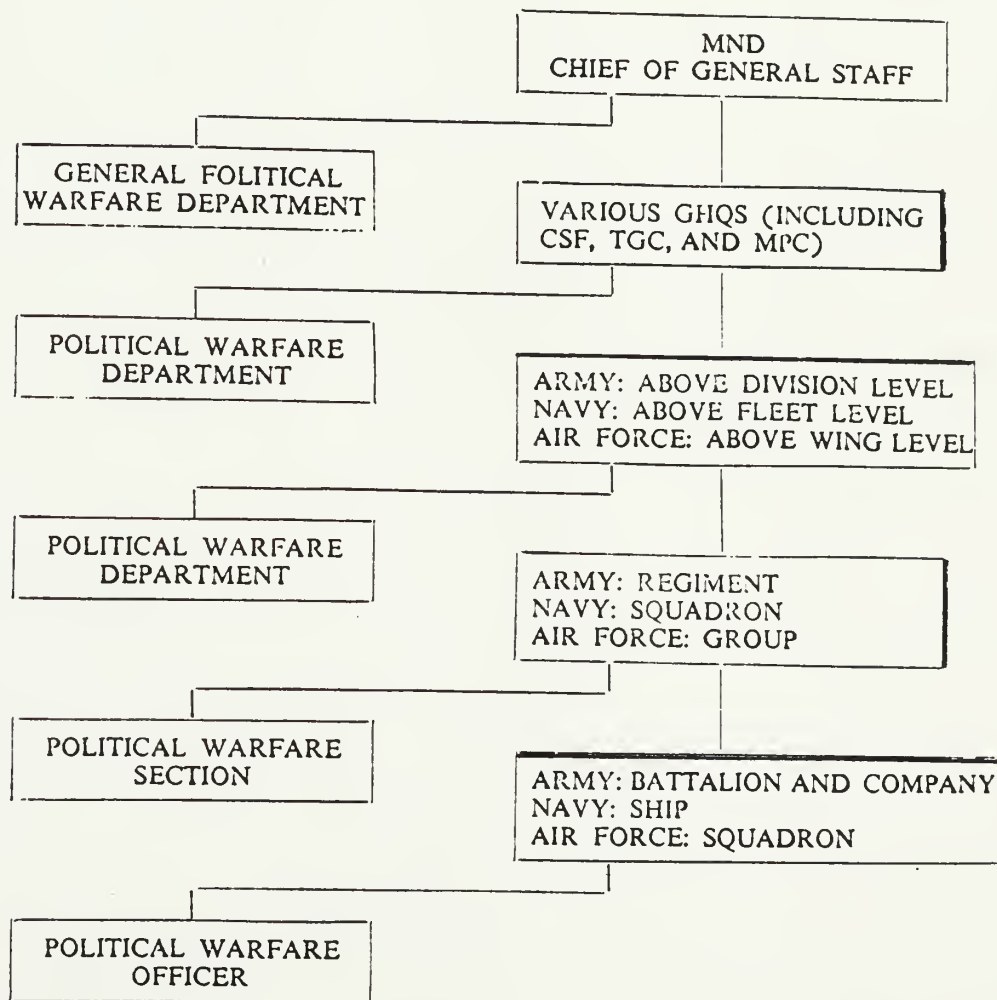 MND
CHIEF OF GENERAL STAFF
GENERAL FOLITICAL
WARFARE DEPARTMENT
VARIOUS GHQS (INCLUDING
CSF, TGC, AND MPC)
POLITICAL WARFARE
DEPARTMENT
ARMY: ABOVE DIVISION LEVEL
NAVY: ABOVE FLEET LEVEL
AIR FORCE: ABOVE WING LEVEL
POLITICAL WARFARE
DEPARTMENT
ARMY: REGIMENT
NAVY: SQUADRON
AIR FORCE: GROUP
POLITICAL WARFARE
SECTION
ARMY: BATTALION AND COMPANY
NAVY: SHIP
AIR FORCE: SQUADRON
POLITICAL WARFARE
OFFICER